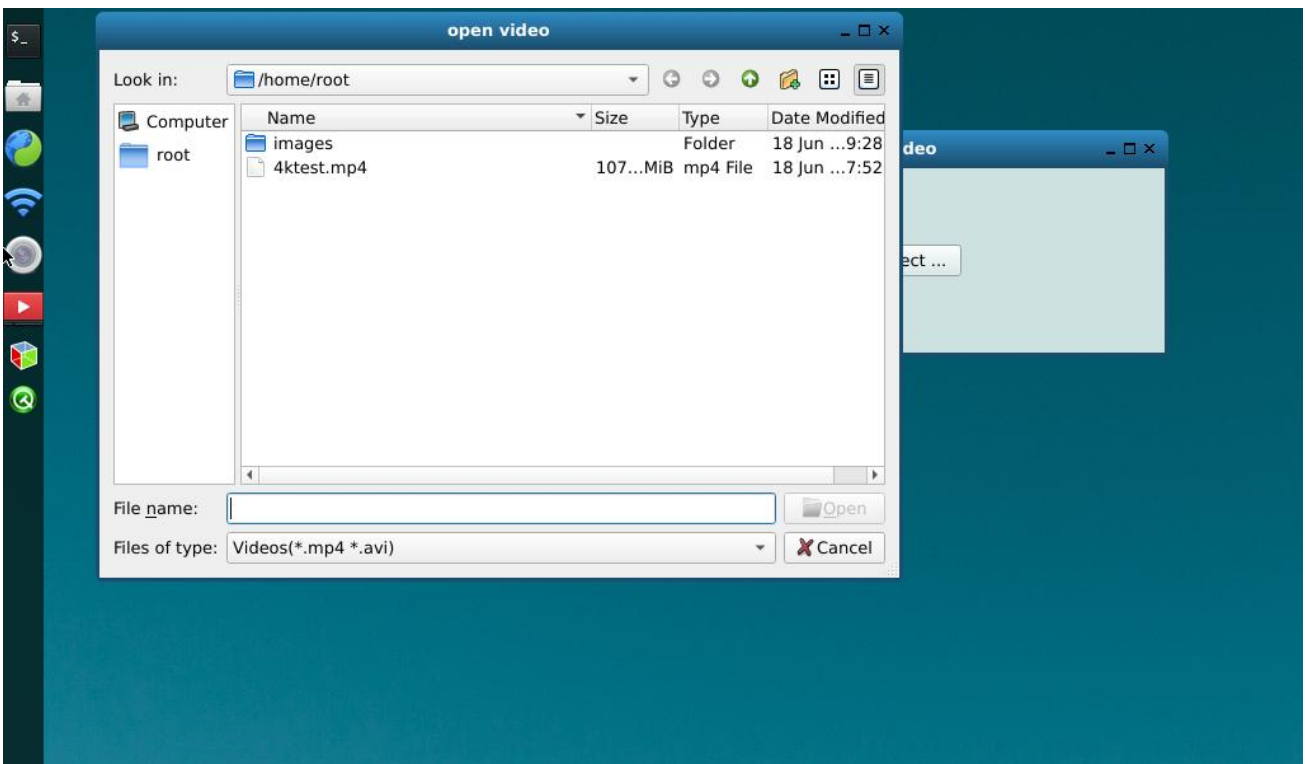 $_
open video
Look in: /home/root
Computer
root
Name Size Type Date Modified
images Folder 18 Jun ...9:28
4ktest.mp4 107...MiB mp4 File 18 Jun ...7:52
deo
ect ...
File name: Open
Files of type: Videos(*.mp4 *.avi) Cancel